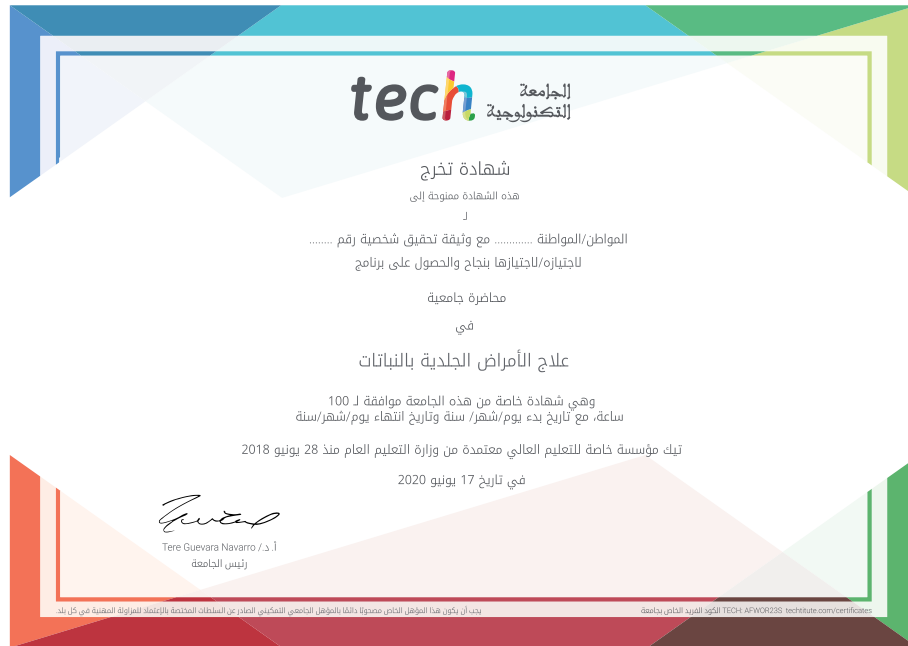 tech الجامعة
التكنولوجية
شهادة تخرج
هذه الشهادة ممنوحة إلى
لـ
المواطن/المواطنة ............. مع وثيقة تحقيق شخصية رقم ........
لاجتيازه/لاجتيازها بنجاح والحصول على برنامج
محاضرة جامعية
في
علاج الأمراض الجلدية بالنباتات
وهي شهادة خاصة من هذه الجامعة موافقة لـ 100
ساعة، مع تاريخ بدء يوم/شهر/ سنة وتاريخ انتهاء يوم/شهر/سنة
تيك مؤسسة خاصة للتعليم العالي معتمدة من وزارة التعليم العام منذ 28 يونيو 2018
في تاريخ 17 يونيو 2020
أ. د./ Tere Guevara Navarro
رئيس الجامعة
يجب أن يكون هذا المؤهل الخاص مصحوبًا دائمًا بالمؤهل الجامعي التمكيني الصادر عن السلطات المختصة بالإعتماد للمزاولة المهنية في كل بلد.
الكود الفريد الخاص بجامعة TECH: AFWOR23S techtitute.com/certificates